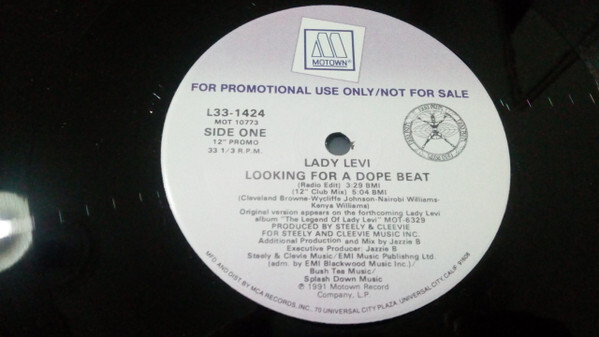 MOTOWN®
FOR PROMOTIONAL USE ONLY/NOT FOR SALE
L33-1424
MOT 10773
SIDE ONE
12" PROMO
33 1/3 R.P.M.
LADY LEVI
LOOKING FOR A DOPE BEAT
(Radio Edit) 3:29 BMI
(12" Club Mix) 5:04 BMI
(Cleveland Browne-Wycliffe Johnson-Nairobi Williams-
Kenya Williams)
Original version appears on the forthcoming Lady Levi
album "The Legend Of Lady Levi" MOT-6329
PRODUCED BY STEELY & CLEEVIE
FOR STEELY AND CLEEVIE MUSIC INC.
Additional Production and Mix by Jazzie B
Executive Producer: Jazzie B
Steely & Clevie Music/EMI Music Publishng Ltd.
(adm. by EMI Blackwood Music Inc.)/
Bush Tea Music/
Splash Down Music
℗ 1991 Motown Record
Company, L.P.
MFG. AND DIST. BY MCA RECORDS, INC., 70 UNIVERSAL CITY PLAZA, UNIVERSAL CITY, CALIF. 91608